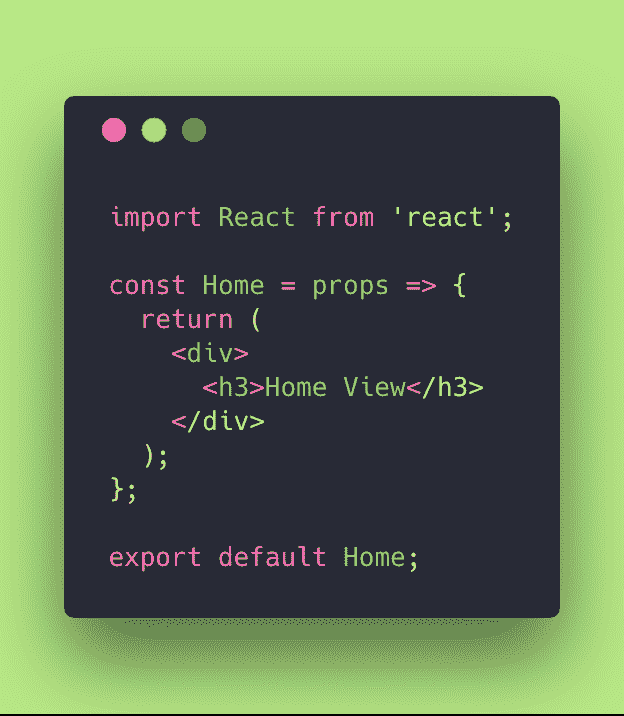 import React from 'react';
const Home = props => {
  return (
    <div>
      <h3>Home View</h3>
    </div>
  );
};
export default Home;